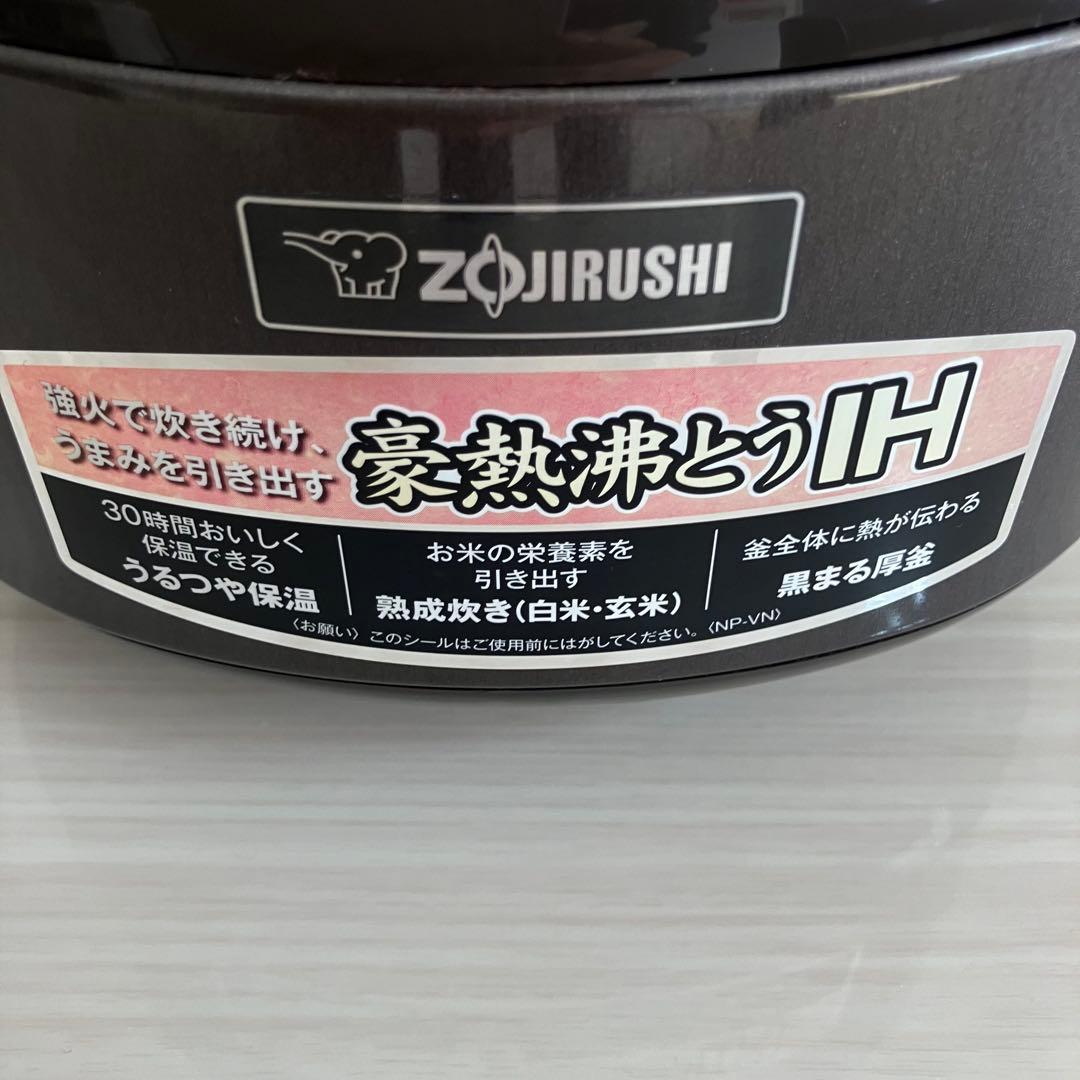 ZOJIRUSHI
強火で炊き続け、
うまみを引き出す
豪熱沸とうIH
30時間おいしく
保温できる
うるつや保温
お米の栄養素を
引き出す
熟成炊き(白米・玄米)
釜全体に熱が伝わる
黒まる厚釜
〈お願い〉このシールはご使用前にはがしてください。〈NP-VN〉